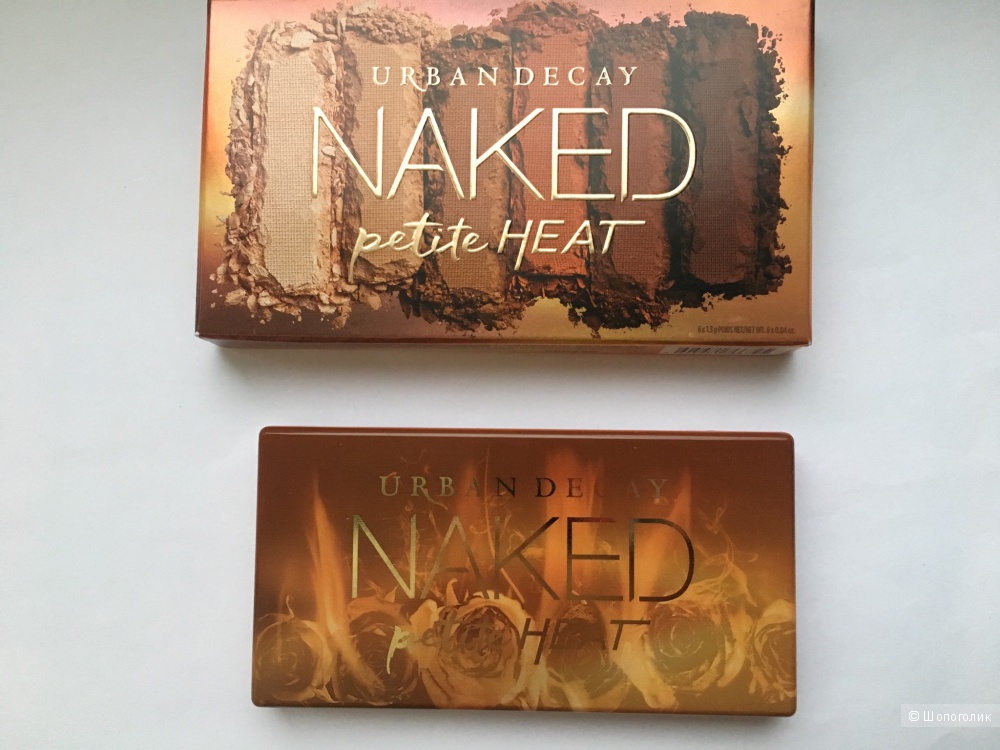 URBAN DECAY
NAKED
petite HEAT
URBAN DECAY
NAKED
petite HEAT
© Шопоголик